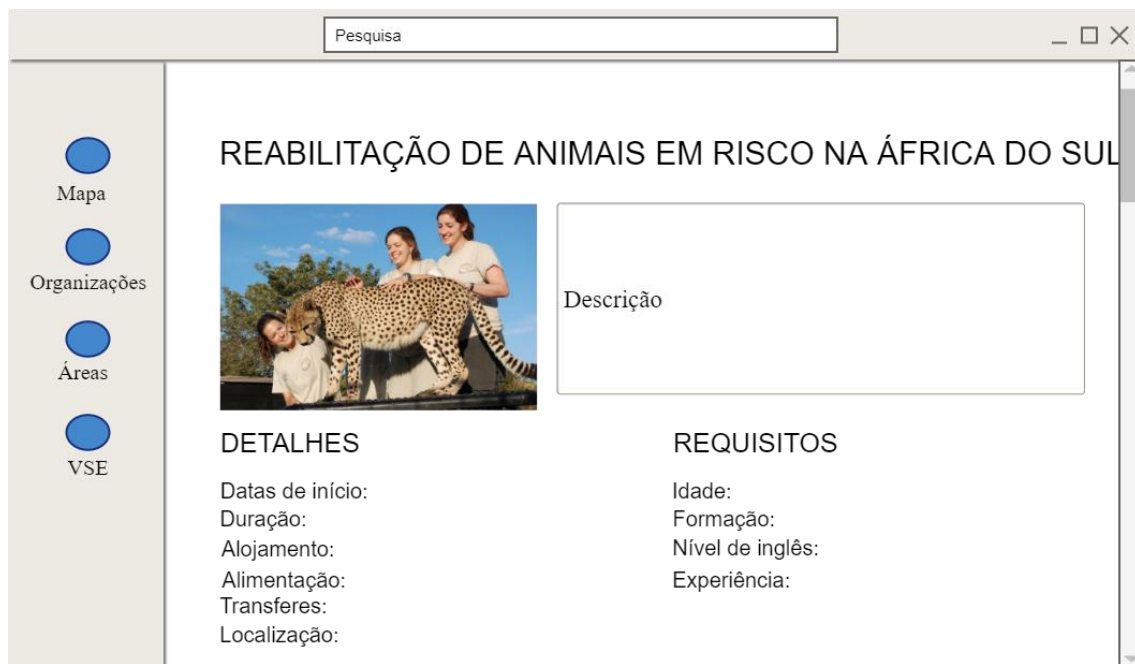 Pesquisa
Mapa
Organizações
Áreas
VSE
REABILITAÇÃO DE ANIMAIS EM RISCO NA ÁFRICA DO SUL
Descrição
DETALHES
Datas de início:
Duração:
Alojamento:
Alimentação:
Transferes:
Localização:
REQUISITOS
Idade:
Formação:
Nível de inglês:
Experiência: